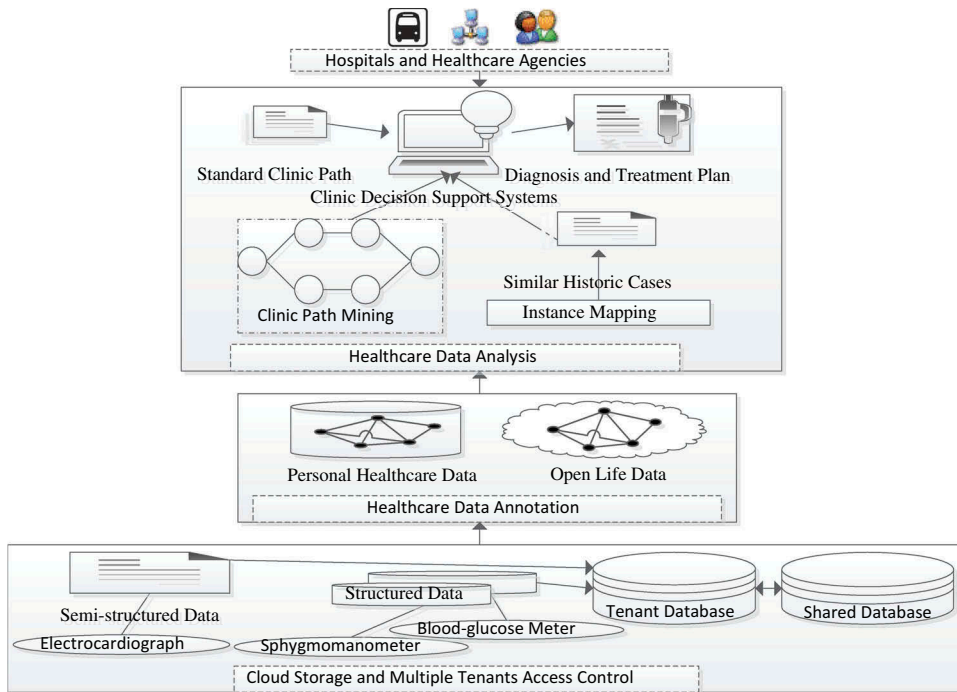 Hospitals and Healthcare Agencies
Standard Clinic Path
Diagnosis and Treatment Plan
Clinic Decision Support Systems
Similar Historic Cases
Clinic Path Mining
Instance Mapping
Healthcare Data Analysis
Personal Healthcare Data
Open Life Data
Healthcare Data Annotation
Structured Data
Tenant Database
Shared Database
Semi-structured Data
Blood-glucose Meter
Electrocardiograph
Sphygmomanometer
Cloud Storage and Multiple Tenants Access Control